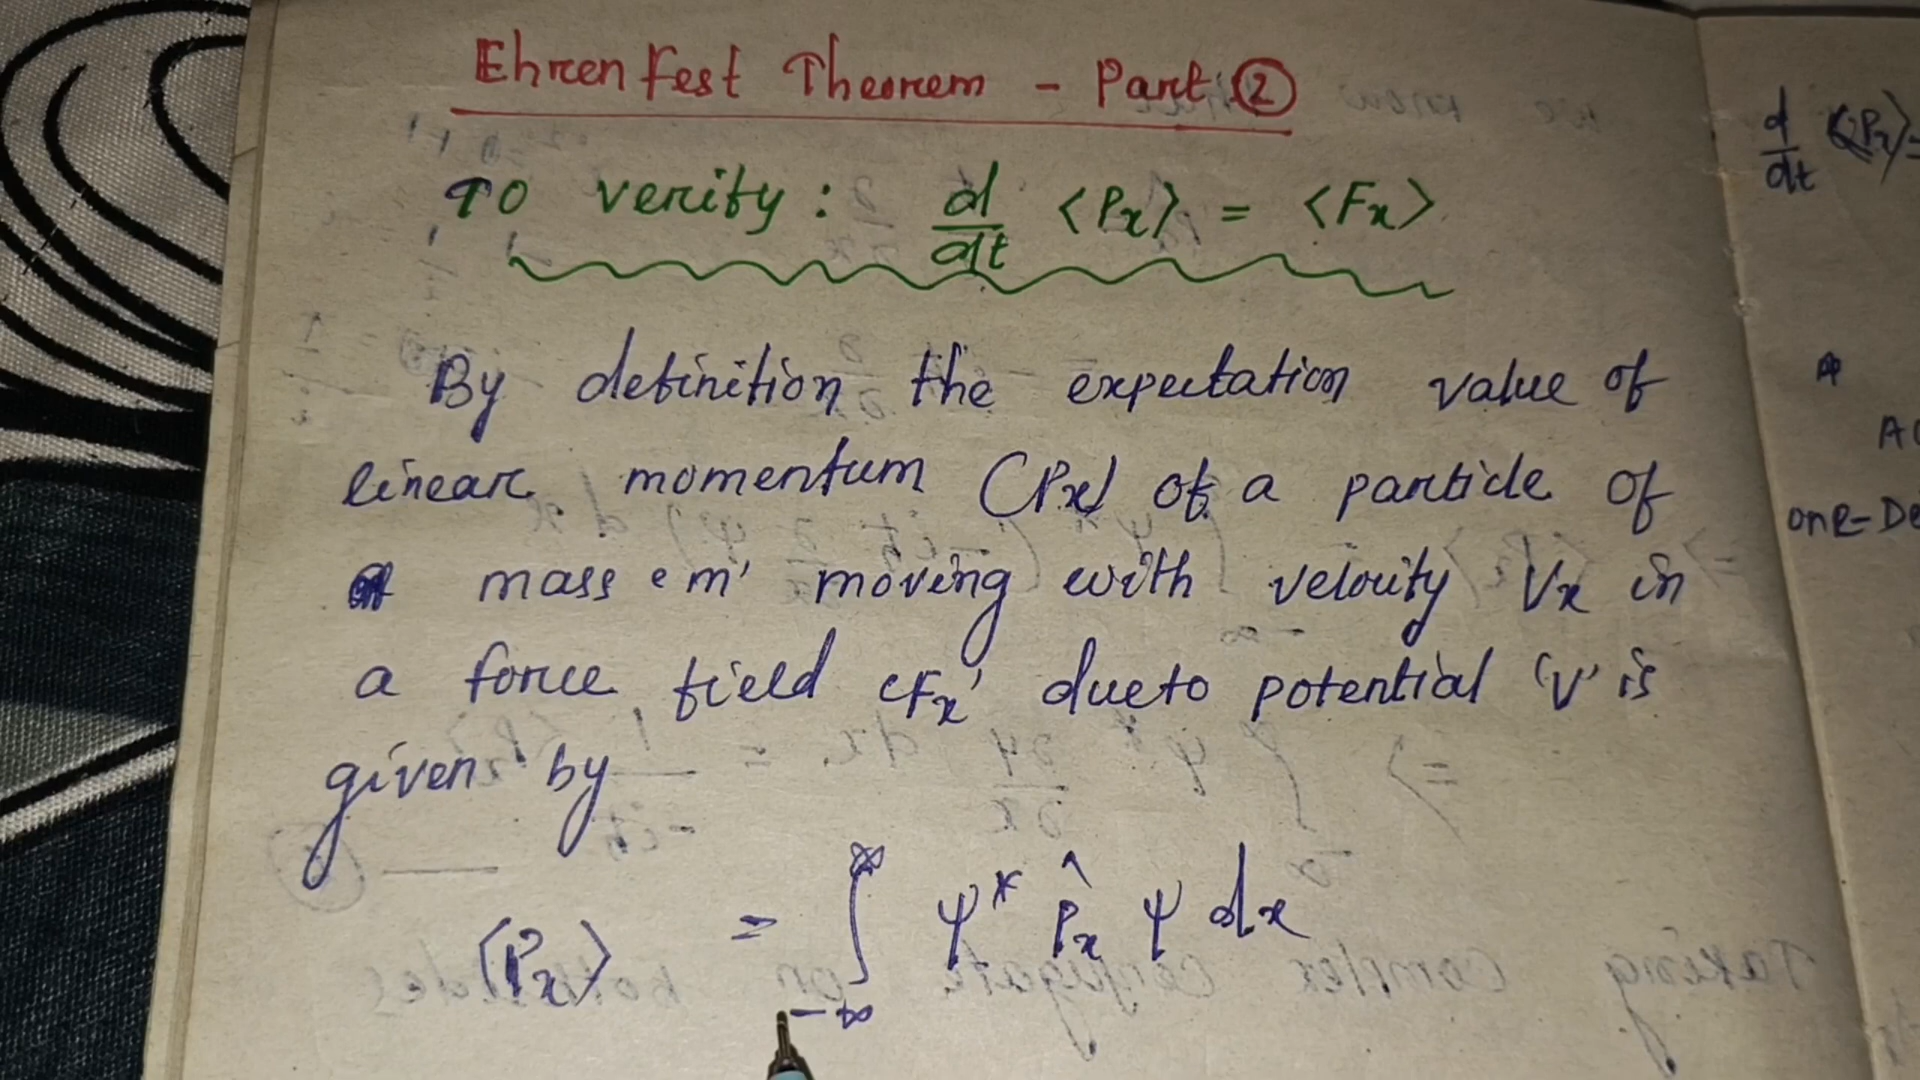 Ehrenfest Theorem - Part ②
To verify : d/dt ⟨Px⟩ = ⟨Fx⟩
By definition the expectation value of
linear momentum (Px) of a particle of
mass 'm' moving with velocity Vx in
a force field 'Fx' due to potential 'V' is
given by
⟨Px⟩ = ∫_{-∞}^{∞} ψ* p̂x ψ dx
d/dt ⟨Px⟩ =
one-De